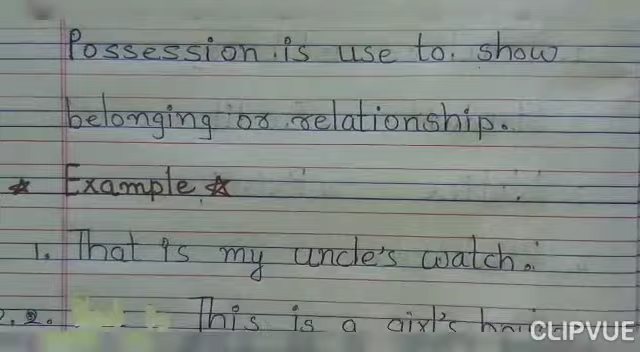 Possession is use to show
belonging or relationship.
* Example *
1. That is my uncle's watch.
2. This is a girl's
CLIPVUE